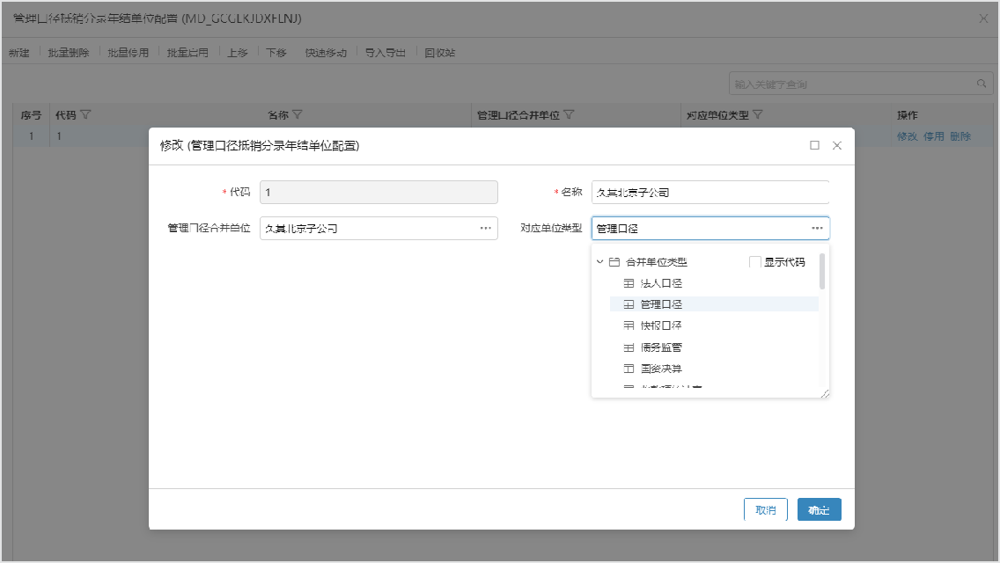 管理口径抵销分录年结单位配置 (MD_GCGLKJDXFLNJ)
新建 批量删除 批量停用 批量启用 上移 下移 快速移动 导入导出 回收站
输入关键字查询
序号 代码 名称 管理口径合并单位 对应单位类型 操作
1 1 修改 停用 删除
修改 (管理口径抵销分录年结单位配置)
* 代码 1 * 名称 久其北京子公司
管理口径合并单位 久其北京子公司 ··· 对应单位类型 管理口径 ···
合并单位类型 显示代码
法人口径
管理口径
快报口径
债务监管
国资决算
取消 确定